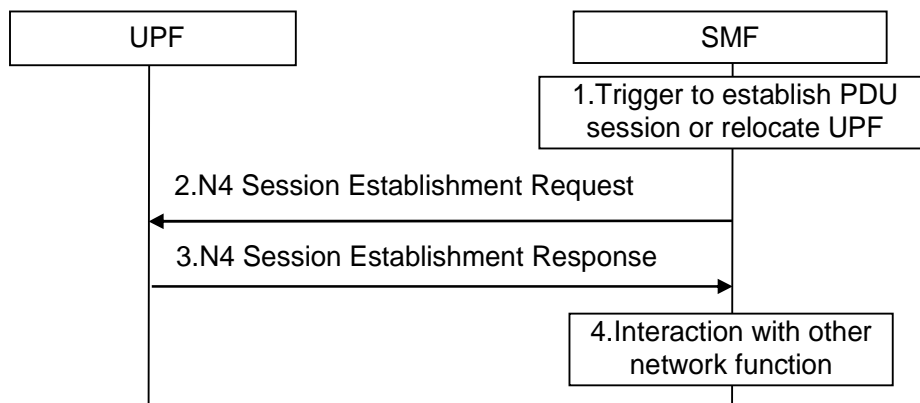 UPF
SMF
1.Trigger to establish PDU
session or relocate UPF
2.N4 Session Establishment Request
3.N4 Session Establishment Response
4.Interaction with other
network function